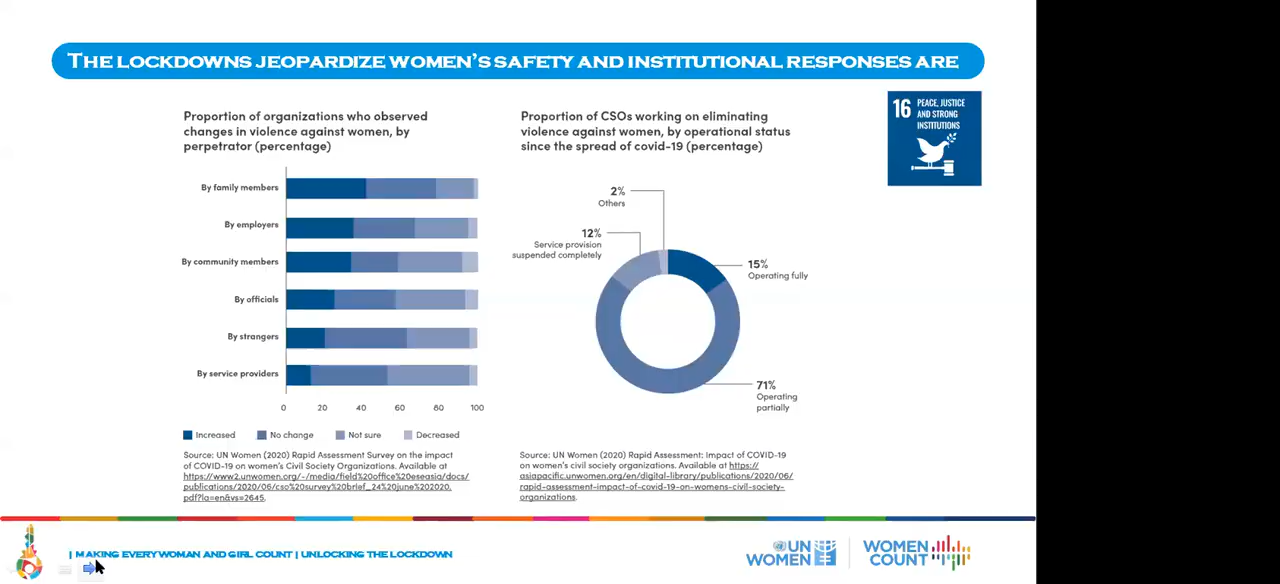 THE LOCKDOWNS JEOPARDIZE WOMEN'S SAFETY AND INSTITUTIONAL RESPONSES ARE
Proportion of organizations who observed
changes in violence against women, by
perpetrator (percentage)
By family members
By employers
By community members
By officials
By strangers
By service providers
0 20 40 60 80 100
Increased No change Not sure Decreased
Source: UN Women (2020) Rapid Assessment Survey on the impact
of COVID-19 on women's Civil Society Organizations. Available at
https://www2.unwomen.org/-/media/field%20office%20eseasia/docs/
publications/2020/06/cso%20survey%20brief_24%20june%202020.
pdf?la=en&vs=2645.
Proportion of CSOs working on eliminating
violence against women, by operational status
since the spread of covid-19 (percentage)
2%
Others
12%
Service provision
suspended completely
15%
Operating fully
71%
Operating
partially
Source: UN Women (2020) Rapid Assessment: Impact of COVID-19
on women's civil society organizations. Available at https://
asiapacific.unwomen.org/en/digital-library/publications/2020/06/
rapid-assessment-impact-of-covid-19-on-womens-civil-society-
organizations.
16 PEACE, JUSTICE
AND STRONG
INSTITUTIONS
| MAKING EVERYWOMAN AND GIRL COUNT | UNLOCKING THE LOCKDOWN
UN
WOMEN
WOMEN
COUNT